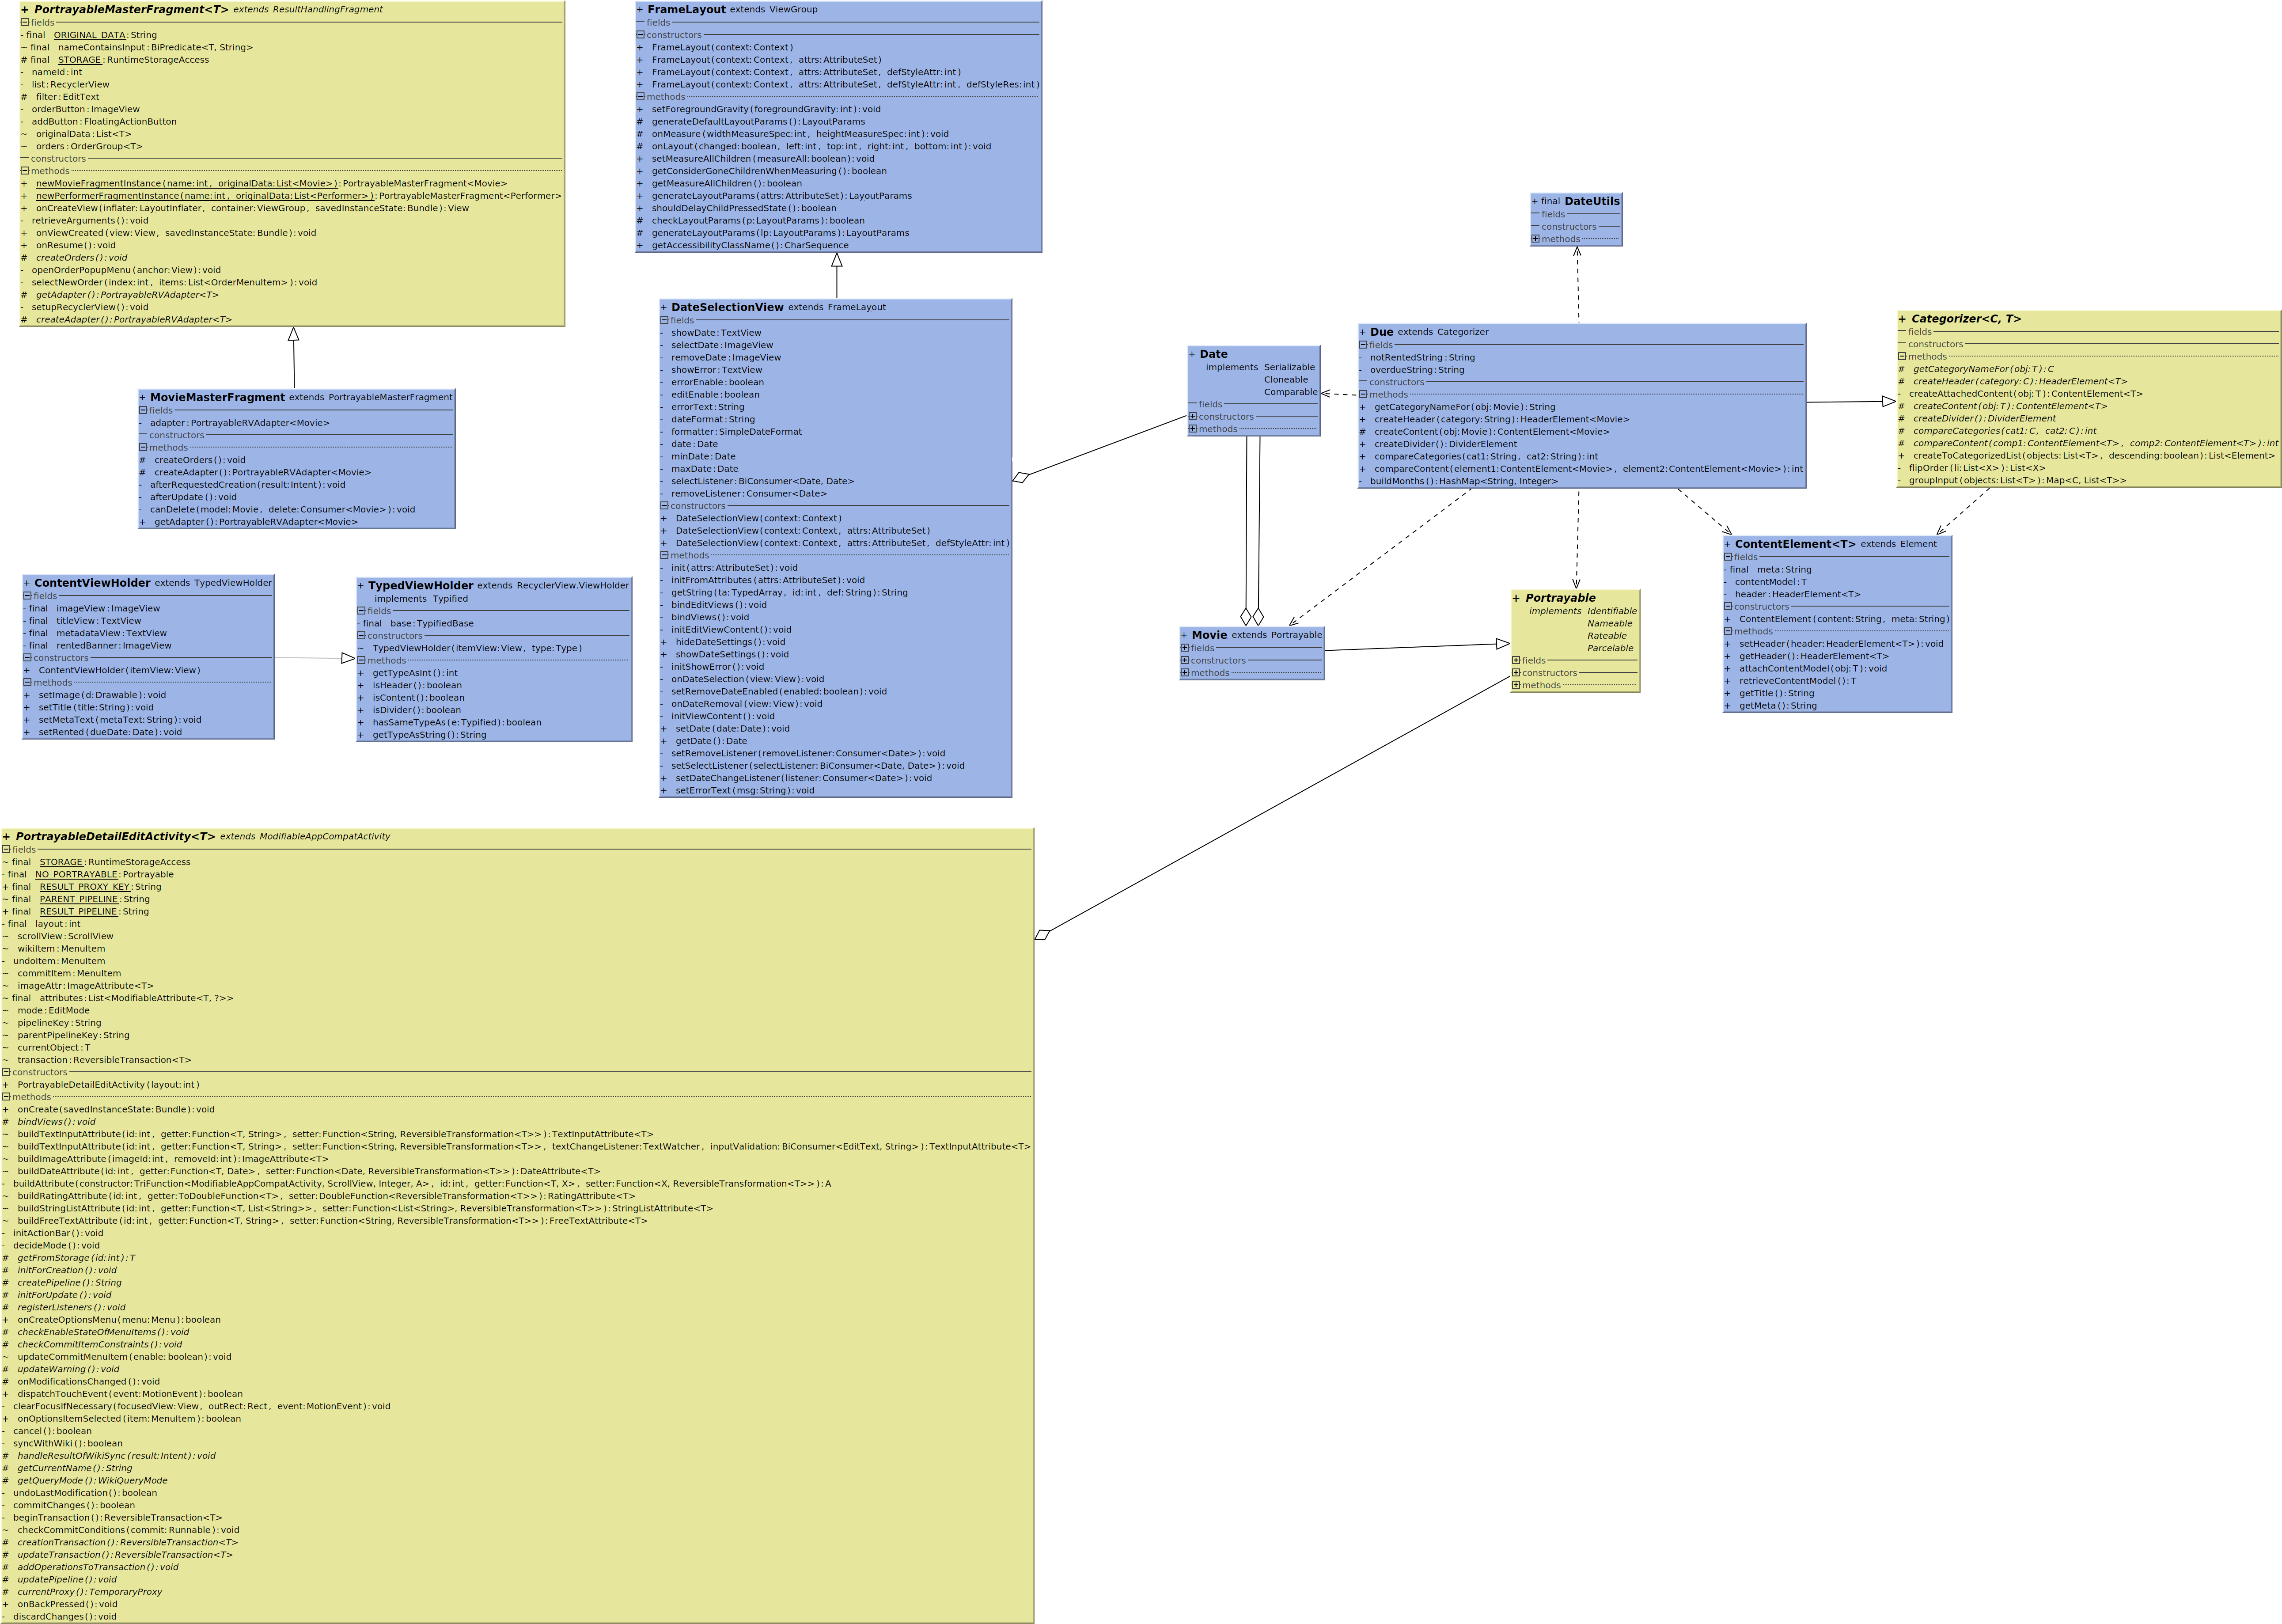 + PortrayableMasterFragment<T> extends ResultHandlingFragment
fields
- final ORIGINAL_DATA:String
~ final nameContainsInput:BiPredicate<T, String>
# final STORAGE:RuntimeStorageAccess
- nameId:int
- list:RecyclerView
# filter:EditText
- orderButton:ImageView
- addButton:FloatingActionButton
~ originalData:List<T>
~ orders:OrderGroup<T>
constructors
methods
+ newMovieFragmentInstance(name:int, originalData:List<Movie>):PortrayableMasterFragment<Movie>
+ newPerformerFragmentInstance(name:int, originalData:List<Performer>):PortrayableMasterFragment<Performer>
+ onCreateView(inflater:LayoutInflater, container:ViewGroup, savedInstanceState:Bundle):View
- retrieveArguments():void
+ onViewCreated(view:View, savedInstanceState:Bundle):void
+ onResume():void
# createOrders():void
- openOrderPopupMenu(anchor:View):void
- selectNewOrder(index:int, items:List<OrderMenuItem>):void
# getAdapter():PortrayableRVAdapter<T>
- setupRecyclerView():void
# createAdapter():PortrayableRVAdapter<T>
+ FrameLayout extends ViewGroup
fields
constructors
+ FrameLayout(context:Context)
+ FrameLayout(context:Context, attrs:AttributeSet)
+ FrameLayout(context:Context, attrs:AttributeSet, defStyleAttr:int)
+ FrameLayout(context:Context, attrs:AttributeSet, defStyleAttr:int, defStyleRes:int)
methods
+ setForegroundGravity(foregroundGravity:int):void
# generateDefaultLayoutParams():LayoutParams
# onMeasure(widthMeasureSpec:int, heightMeasureSpec:int):void
# onLayout(changed:boolean, left:int, top:int, right:int, bottom:int):void
+ setMeasureAllChildren(measureAll:boolean):void
+ getConsiderGoneChildrenWhenMeasuring():boolean
+ getMeasureAllChildren():boolean
+ generateLayoutParams(attrs:AttributeSet):LayoutParams
+ shouldDelayChildPressedState():boolean
# checkLayoutParams(p:LayoutParams):boolean
# generateLayoutParams(lp:LayoutParams):LayoutParams
+ getAccessibilityClassName():CharSequence
+ final DateUtils
fields
constructors
methods
+ MovieMasterFragment extends PortrayableMasterFragment
fields
- adapter:PortrayableRVAdapter<Movie>
constructors
methods
# createOrders():void
# createAdapter():PortrayableRVAdapter<Movie>
- afterRequestedCreation(result:Intent):void
- afterUpdate():void
- canDelete(model:Movie, delete:Consumer<Movie>):void
+ getAdapter():PortrayableRVAdapter<Movie>
+ DateSelectionView extends FrameLayout
fields
- showDate:TextView
- selectDate:ImageView
- removeDate:ImageView
- showError:TextView
- errorEnable:boolean
- editEnable:boolean
- errorText:String
- dateFormat:String
- formatter:SimpleDateFormat
- date:Date
- minDate:Date
- maxDate:Date
- selectListener:BiConsumer<Date, Date>
- removeListener:Consumer<Date>
constructors
+ DateSelectionView(context:Context)
+ DateSelectionView(context:Context, attrs:AttributeSet)
+ DateSelectionView(context:Context, attrs:AttributeSet, defStyleAttr:int)
methods
- init(attrs:AttributeSet):void
- initFromAttributes(attrs:AttributeSet):void
- getString(ta:TypedArray, id:int, def:String):String
- bindEditViews():void
- bindViews():void
- initEditViewContent():void
+ hideDateSettings():void
+ showDateSettings():void
- initShowError():void
- onDateSelection(view:View):void
- setRemoveDateEnabled(enabled:boolean):void
- onDateRemoval(view:View):void
- initViewContent():void
+ setDate(date:Date):void
+ getDate():Date
- setRemoveListener(removeListener:Consumer<Date>):void
- setSelectListener(selectListener:BiConsumer<Date, Date>):void
+ setDateChangeListener(listener:Consumer<Date>):void
+ setErrorText(msg:String):void
+ Date
implements Serializable
Cloneable
Comparable
fields
constructors
methods
+ Due extends Categorizer
fields
- notRentedString:String
- overdueString:String
constructors
methods
+ getCategoryNameFor(obj:Movie):String
+ createHeader(category:String):HeaderElement<Movie>
# createContent(obj:Movie):ContentElement<Movie>
+ createDivider():DividerElement
+ compareCategories(cat1:String, cat2:String):int
+ compareContent(element1:ContentElement<Movie>, element2:ContentElement<Movie>):int
- buildMonths():HashMap<String, Integer>
+ Categorizer<C, T>
fields
constructors
methods
# getCategoryNameFor(obj:T):C
# createHeader(category:C):HeaderElement<T>
- createAttachedContent(obj:T):ContentElement<T>
# createContent(obj:T):ContentElement<T>
# createDivider():DividerElement
# compareCategories(cat1:C, cat2:C):int
# compareContent(comp1:ContentElement<T>, comp2:ContentElement<T>):int
+ createToCategorizedList(objects:List<T>, descending:boolean):List<Element>
- flipOrder(li:List<X>):List<X>
- groupInput(objects:List<T>):Map<C, List<T>>
+ ContentElement<T> extends Element
fields
- final meta:String
- contentModel:T
- header:HeaderElement<T>
constructors
+ ContentElement(content:String, meta:String)
methods
+ setHeader(header:HeaderElement<T>):void
+ getHeader():HeaderElement<T>
+ attachContentModel(obj:T):void
+ retrieveContentModel():T
+ getTitle():String
+ getMeta():String
+ ContentViewHolder extends TypedViewHolder
fields
- final imageView:ImageView
- final titleView:TextView
- final metadataView:TextView
- final rentedBanner:ImageView
constructors
+ ContentViewHolder(itemView:View)
methods
+ setImage(d:Drawable):void
+ setTitle(title:String):void
+ setMetaText(metaText:String):void
+ setRented(dueDate:Date):void
+ TypedViewHolder extends RecyclerView.ViewHolder
implements Typified
fields
- final base:TypifiedBase
constructors
~ TypedViewHolder(itemView:View, type:Type)
methods
+ getTypeAsInt():int
+ isHeader():boolean
+ isContent():boolean
+ isDivider():boolean
+ hasSameTypeAs(e:Typified):boolean
+ getTypeAsString():String
+ Movie extends Portrayable
fields
constructors
methods
+ Portrayable
implements Identifiable
Nameable
Rateable
Parcelable
fields
constructors
methods
+ PortrayableDetailEditActivity<T> extends ModifiableAppCompatActivity
fields
~ final STORAGE:RuntimeStorageAccess
- final NO_PORTRAYABLE:Portrayable
+ final RESULT_PROXY_KEY:String
~ final PARENT_PIPELINE:String
+ final RESULT_PIPELINE:String
- final layout:int
~ scrollView:ScrollView
~ wikiItem:MenuItem
- undoItem:MenuItem
~ commitItem:MenuItem
~ imageAttr:ImageAttribute<T>
~ final attributes:List<ModifiableAttribute<T, ?>>
~ mode:EditMode
~ pipelineKey:String
~ parentPipelineKey:String
~ currentObject:T
~ transaction:ReversibleTransaction<T>
constructors
+ PortrayableDetailEditActivity(layout:int)
methods
+ onCreate(savedInstanceState:Bundle):void
# bindViews():void
~ buildTextInputAttribute(id:int, getter:Function<T, String>, setter:Function<String, ReversibleTransformation<T>>):TextInputAttribute<T>
~ buildTextInputAttribute(id:int, getter:Function<T, String>, setter:Function<String, ReversibleTransformation<T>>, textChangeListener:TextWatcher, inputValidation:BiConsumer<EditText, String>):TextInputAttribute<T>
~ buildImageAttribute(imageId:int, removeId:int):ImageAttribute<T>
~ buildDateAttribute(id:int, getter:Function<T, Date>, setter:Function<Date, ReversibleTransformation<T>>):DateAttribute<T>
- buildAttribute(constructor:TriFunction<ModifiableAppCompatActivity, ScrollView, Integer, A>, id:int, getter:Function<T, X>, setter:Function<X, ReversibleTransformation<T>>):A
~ buildRatingAttribute(id:int, getter:ToDoubleFunction<T>, setter:DoubleFunction<ReversibleTransformation<T>>):RatingAttribute<T>
~ buildStringListAttribute(id:int, getter:Function<T, List<String>>, setter:Function<List<String>, ReversibleTransformation<T>>):StringListAttribute<T>
~ buildFreeTextAttribute(id:int, getter:Function<T, String>, setter:Function<String, ReversibleTransformation<T>>):FreeTextAttribute<T>
- initActionBar():void
- decideMode():void
# getFromStorage(id:int):T
# initForCreation():void
# createPipeline():String
# initForUpdate():void
# registerListeners():void
+ onCreateOptionsMenu(menu:Menu):boolean
# checkEnableStateOfMenuItems():void
# checkCommitItemConstraints():void
~ updateCommitMenuItem(enable:boolean):void
# updateWarning():void
# onModificationsChanged():void
+ dispatchTouchEvent(event:MotionEvent):boolean
- clearFocusIfNecessary(focusedView:View, outRect:Rect, event:MotionEvent):void
+ onOptionsItemSelected(item:MenuItem):boolean
- cancel():boolean
- syncWithWiki():boolean
# handleResultOfWikiSync(result:Intent):void
# getCurrentName():String
# getQueryMode():WikiQueryMode
- undoLastModification():boolean
- commitChanges():boolean
- beginTransaction():ReversibleTransaction<T>
~ checkCommitConditions(commit:Runnable):void
# creationTransaction():ReversibleTransaction<T>
# updateTransaction():ReversibleTransaction<T>
# addOperationsToTransaction():void
# updatePipeline():void
# currentProxy():TemporaryProxy
+ onBackPressed():void
- discardChanges():void